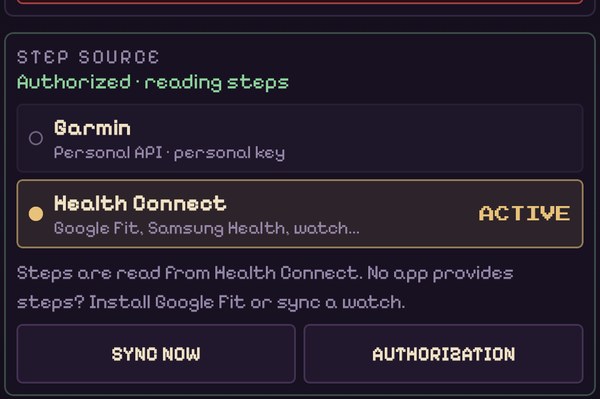 STEP SOURCE
Authorized · reading steps
Garmin
Personal API · personal key
Health Connect
Google Fit, Samsung Health, watch...
ACTIVE
Steps are read from Health Connect. No app provides
steps? Install Google Fit or sync a watch.
SYNC NOW
AUTHORIZATION